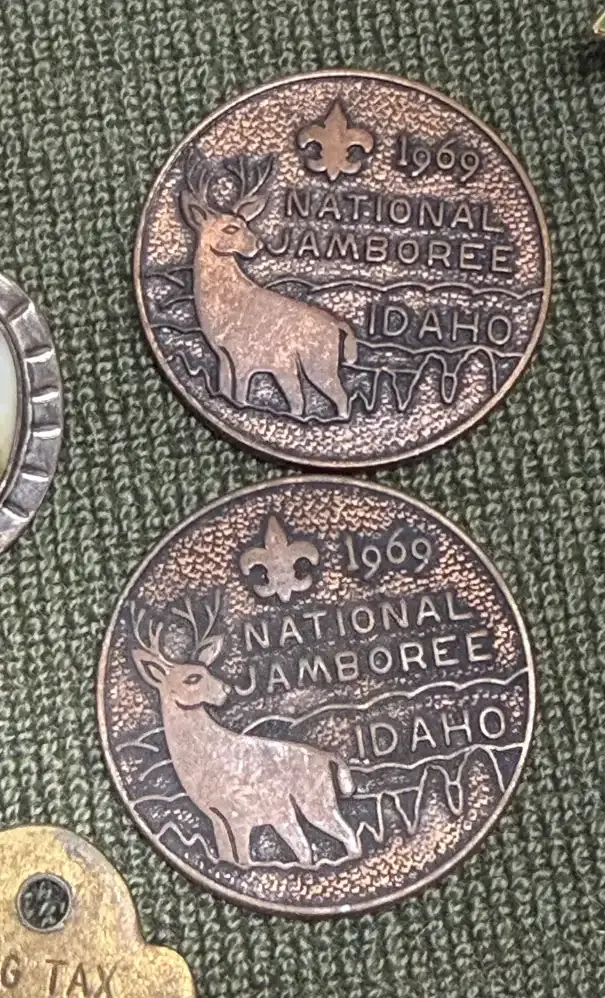 1969
NATIONAL
JAMBOREE
IDAHO
1969
NATIONAL
JAMBOREE
IDAHO
G TAX